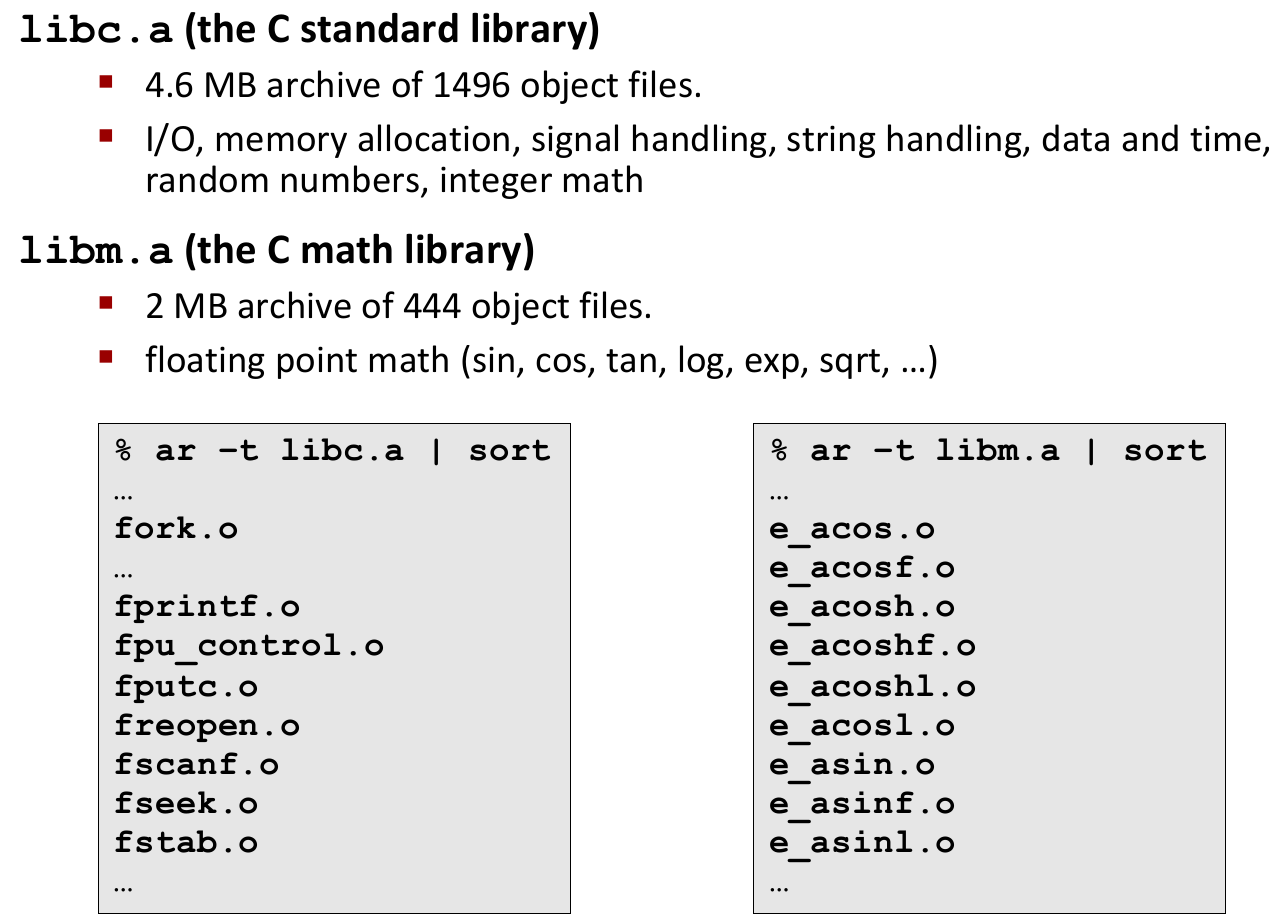 libc.a (the C standard library)
▪ 4.6 MB archive of 1496 object files.
▪ I/O, memory allocation, signal handling, string handling, data and time,
random numbers, integer math
libm.a (the C math library)
▪ 2 MB archive of 444 object files.
▪ floating point math (sin, cos, tan, log, exp, sqrt, …)
% ar –t libc.a | sort
…
fork.o
…
fprintf.o
fpu_control.o
fputc.o
freopen.o
fscanf.o
fseek.o
fstab.o
…
% ar –t libm.a | sort
…
e_acos.o
e_acosf.o
e_acosh.o
e_acoshf.o
e_acoshl.o
e_acosl.o
e_asin.o
e_asinf.o
e_asinl.o
…